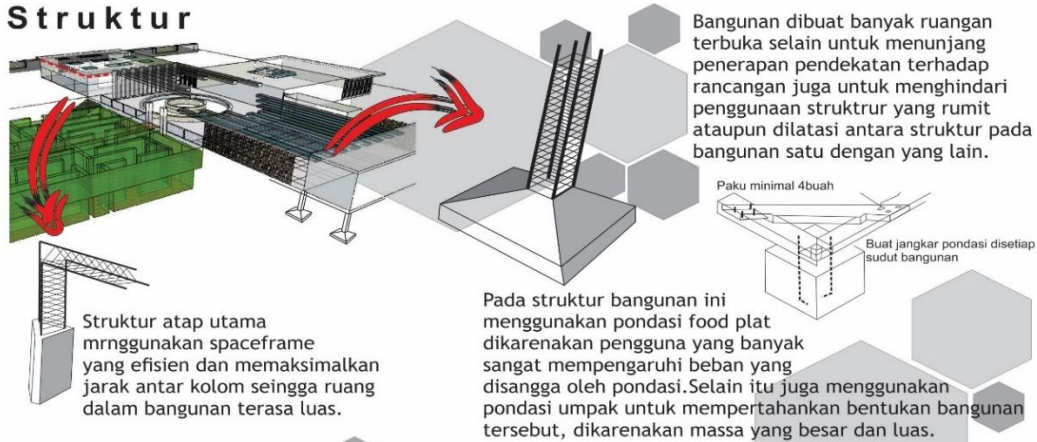 Struktur
Bangunan dibuat banyak ruangan
terbuka selain untuk menunjang
penerapan pendekatan terhadap
rancangan juga untuk menghindari
penggunaan struktrur yang rumit
ataupun dilatasi antara struktur pada
bangunan satu dengan yang lain.
Paku minimal 4buah
Buat jangkar pondasi disetiap
sudut bangunan
Struktur atap utama
mrnggunakan spaceframe
yang efisien dan memaksimalkan
jarak antar kolom seingga ruang
dalam bangunan terasa luas.
Pada struktur bangunan ini
menggunakan pondasi food plat
dikarenakan pengguna yang banyak
sangat mempengaruhi beban yang
disangga oleh pondasi.Selain itu juga menggunakan
pondasi umpak untuk mempertahankan bentukan bangunan
tersebut, dikarenakan massa yang besar dan luas.